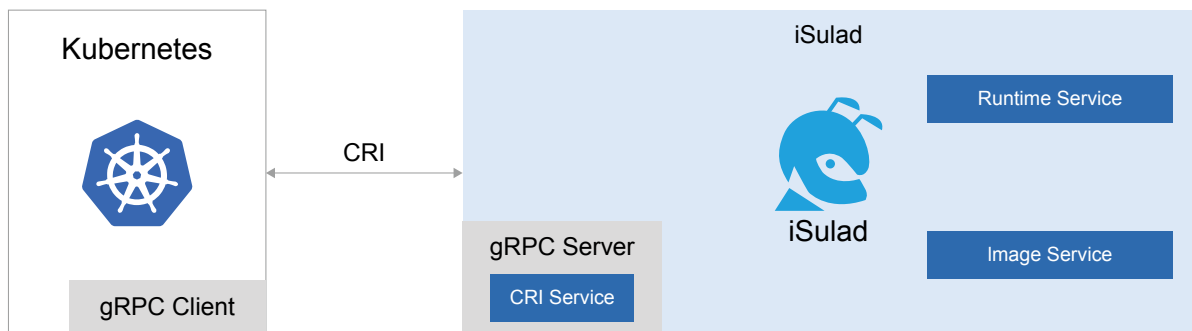 Kubernetes
gRPC Client
CRI
iSulad
Runtime Service
iSulad
Image Service
gRPC Server
CRI Service